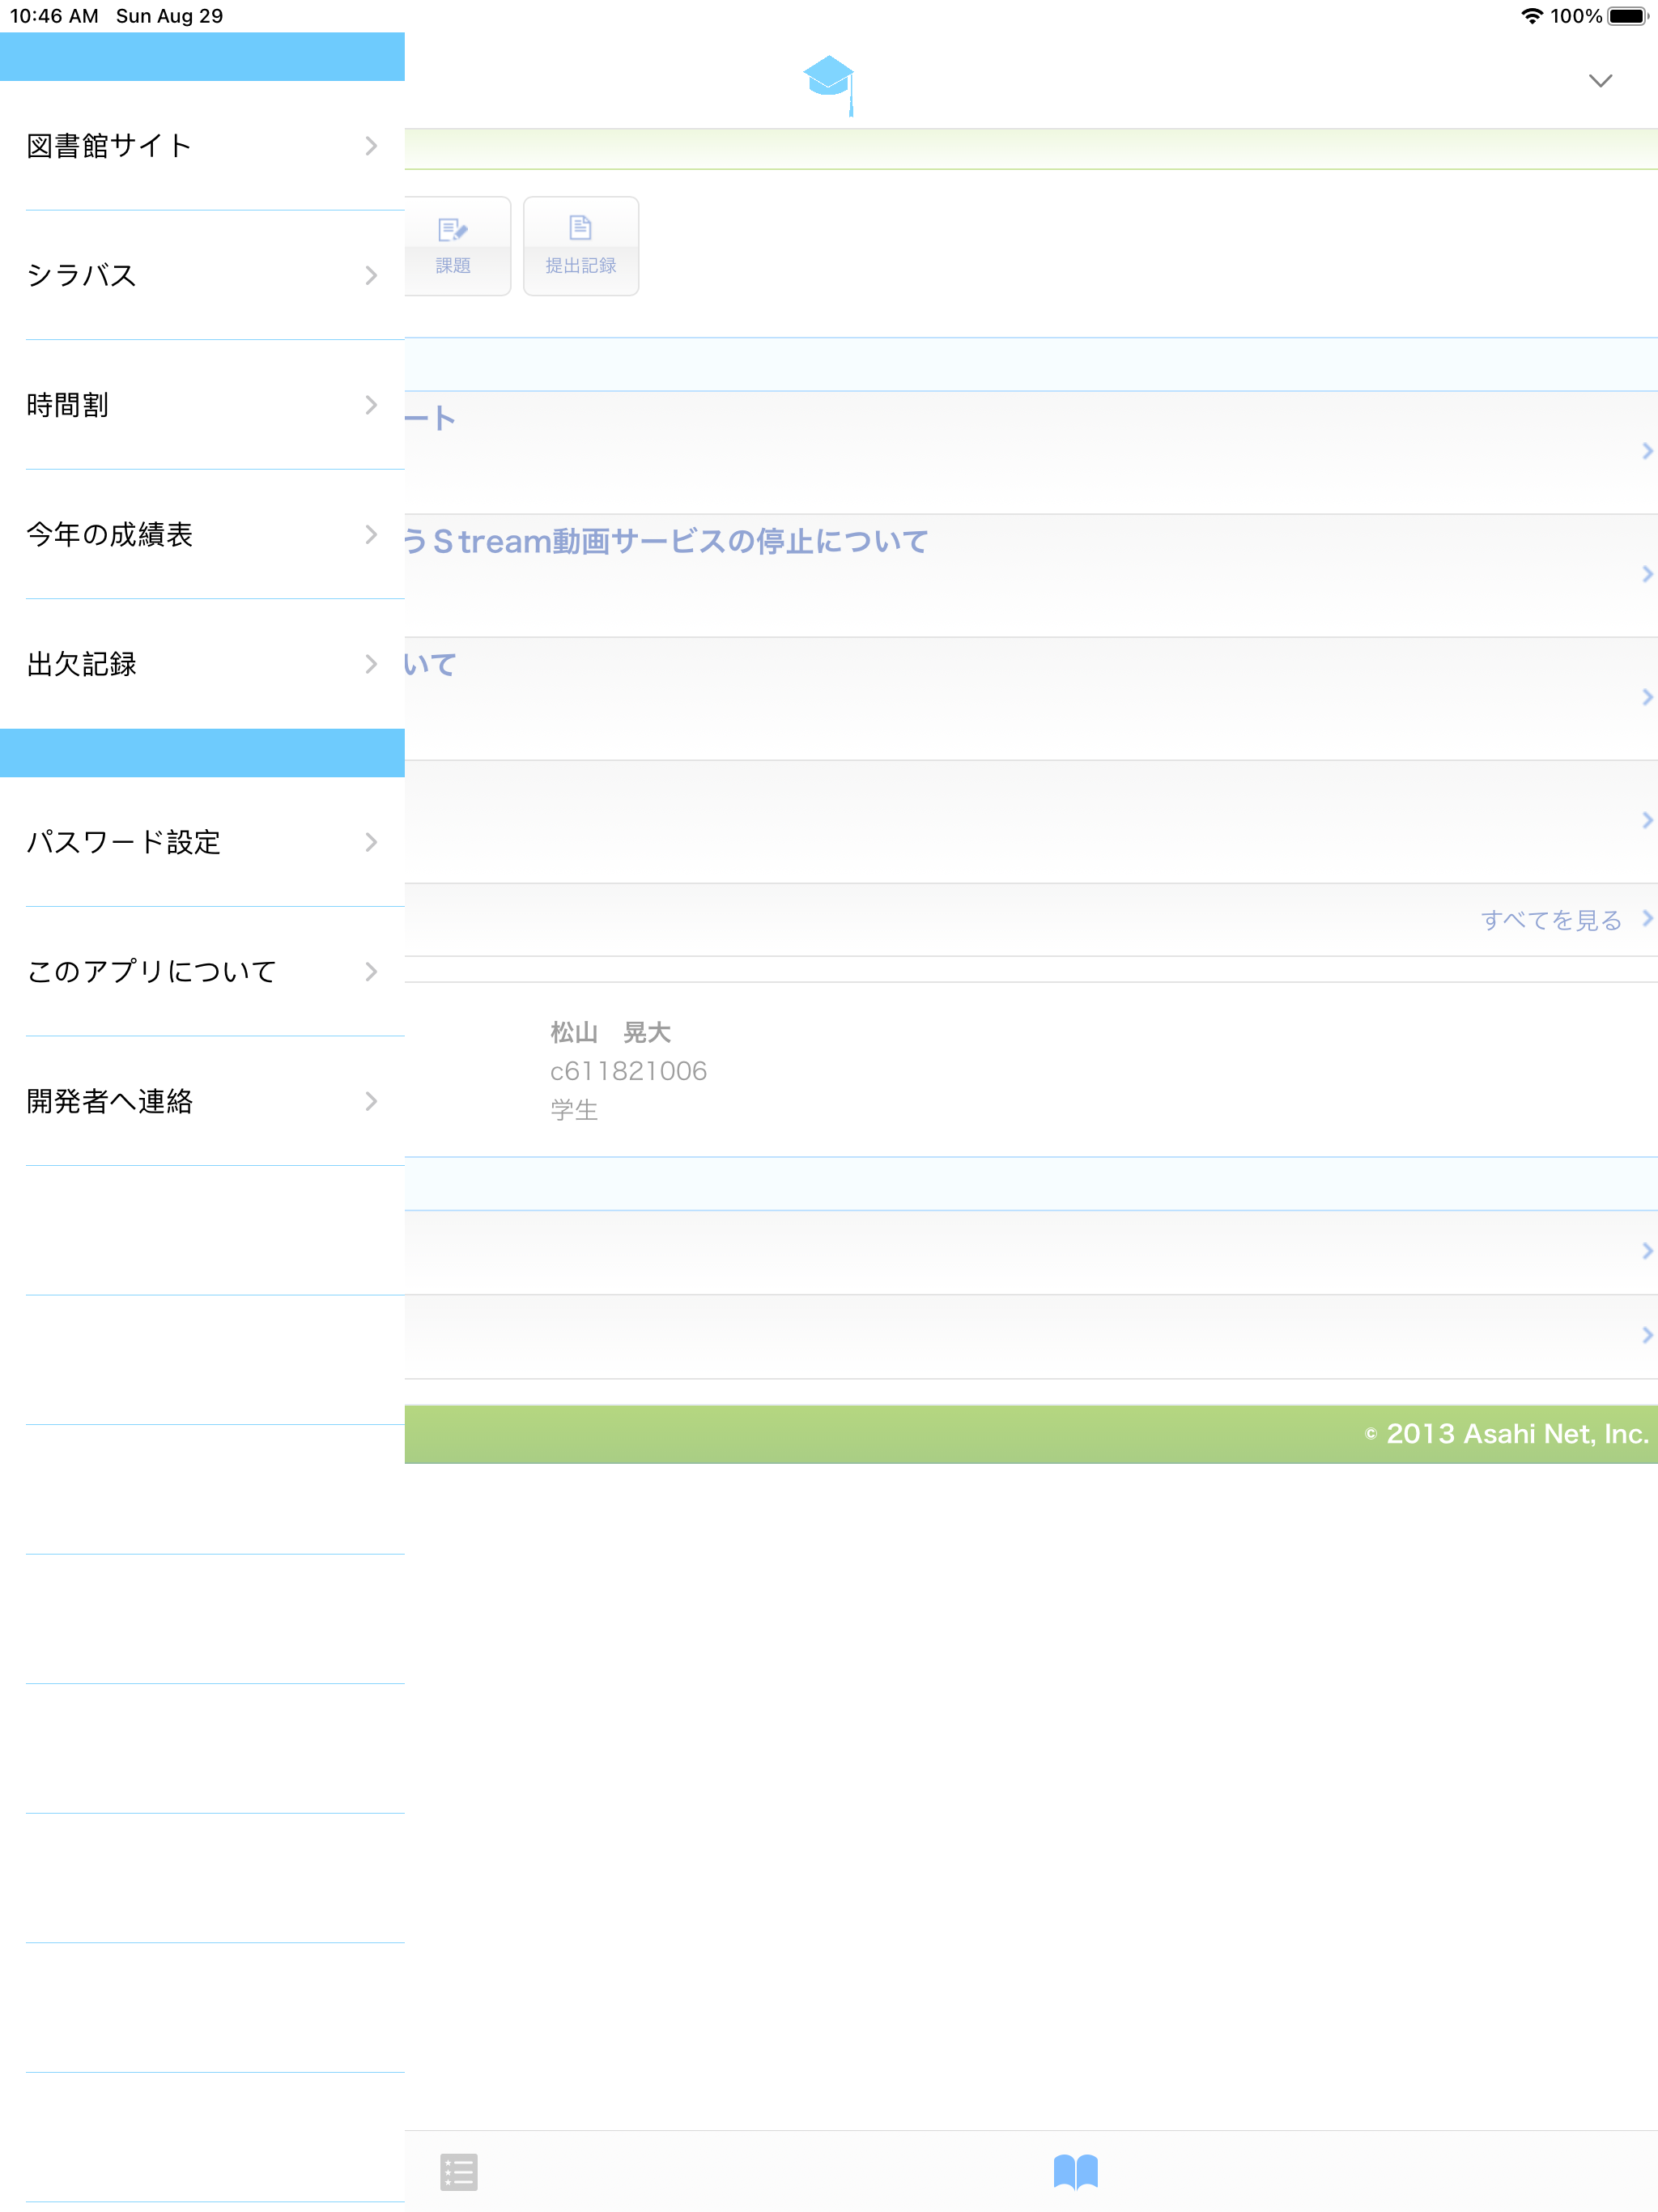 10:46 AM Sun Aug 29
100%
図書館サイト
シラバス
時間割
今年の成績表
出欠記録
パスワード設定
このアプリについて
開発者へ連絡
課題
提出記録
ート
うStream動画サービスの停止について
いて
すべてを見る
松山 晃大
c611821006
学生
© 2013 Asahi Net, Inc.